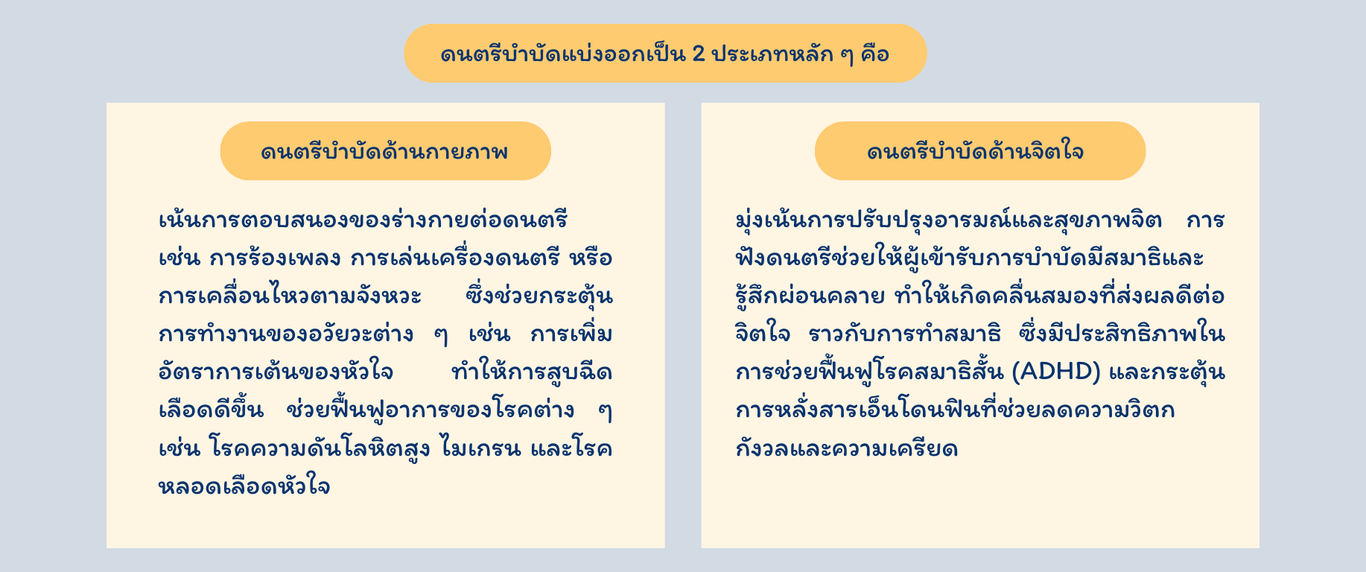 ดนตรีบำบัดแบ่งออกเป็น 2 ประเภทหลัก ๆ คือ
ดนตรีบำบัดด้านกายภาพ
เน้นการตอบสนองของร่างกายต่อดนตรี
เช่น การร้องเพลง การเล่นเครื่องดนตรี หรือ
การเคลื่อนไหวตามจังหวะ ซึ่งช่วยกระตุ้น
การทำงานของอวัยวะต่าง ๆ เช่น การเพิ่ม
อัตราการเต้นของหัวใจ ทำให้การสูบฉีด
เลือดดีขึ้น ช่วยฟื้นฟูอาการของโรคต่าง ๆ
เช่น โรคความดันโลหิตสูง ไมเกรน และโรค
หลอดเลือดหัวใจ
ดนตรีบำบัดด้านจิตใจ
มุ่งเน้นการปรับปรุงอารมณ์และสุขภาพจิต การ
ฟังดนตรีช่วยให้ผู้เข้ารับการบำบัดมีสมาธิและ
รู้สึกผ่อนคลาย ทำให้เกิดคลื่นสมองที่ส่งผลดีต่อ
จิตใจ ราวกับการทำสมาธิ ซึ่งมีประสิทธิภาพใน
การช่วยฟื้นฟูโรคสมาธิสั้น (ADHD) และกระตุ้น
การหลั่งสารเอ็นโดนฟินที่ช่วยลดความวิตก
กังวลและความเครียด